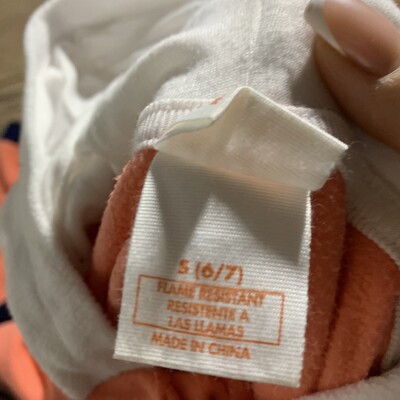 S (6/7)
FLAME RESISTANT
RESISTENTE A
LAS LLAMAS
MADE IN CHINA